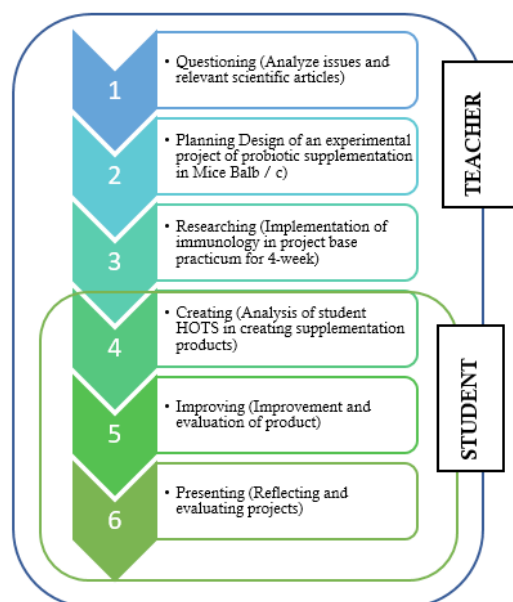 1
• Questioning (Analyze issues and
relevant scientific articles)
2
• Planning Design of an experimental
project of probiotic supplementation
in Mice Balb / c)
3
• Researching (Implementation of
immunology in project base
practicum for 4-week)
4
• Creating (Analysis of student
HOTS in creating supplementation
products)
5
• Improving (Improvement and
evaluation of product)
6
• Presenting (Reflecting and
evaluating projects)
TEACHER
STUDENT